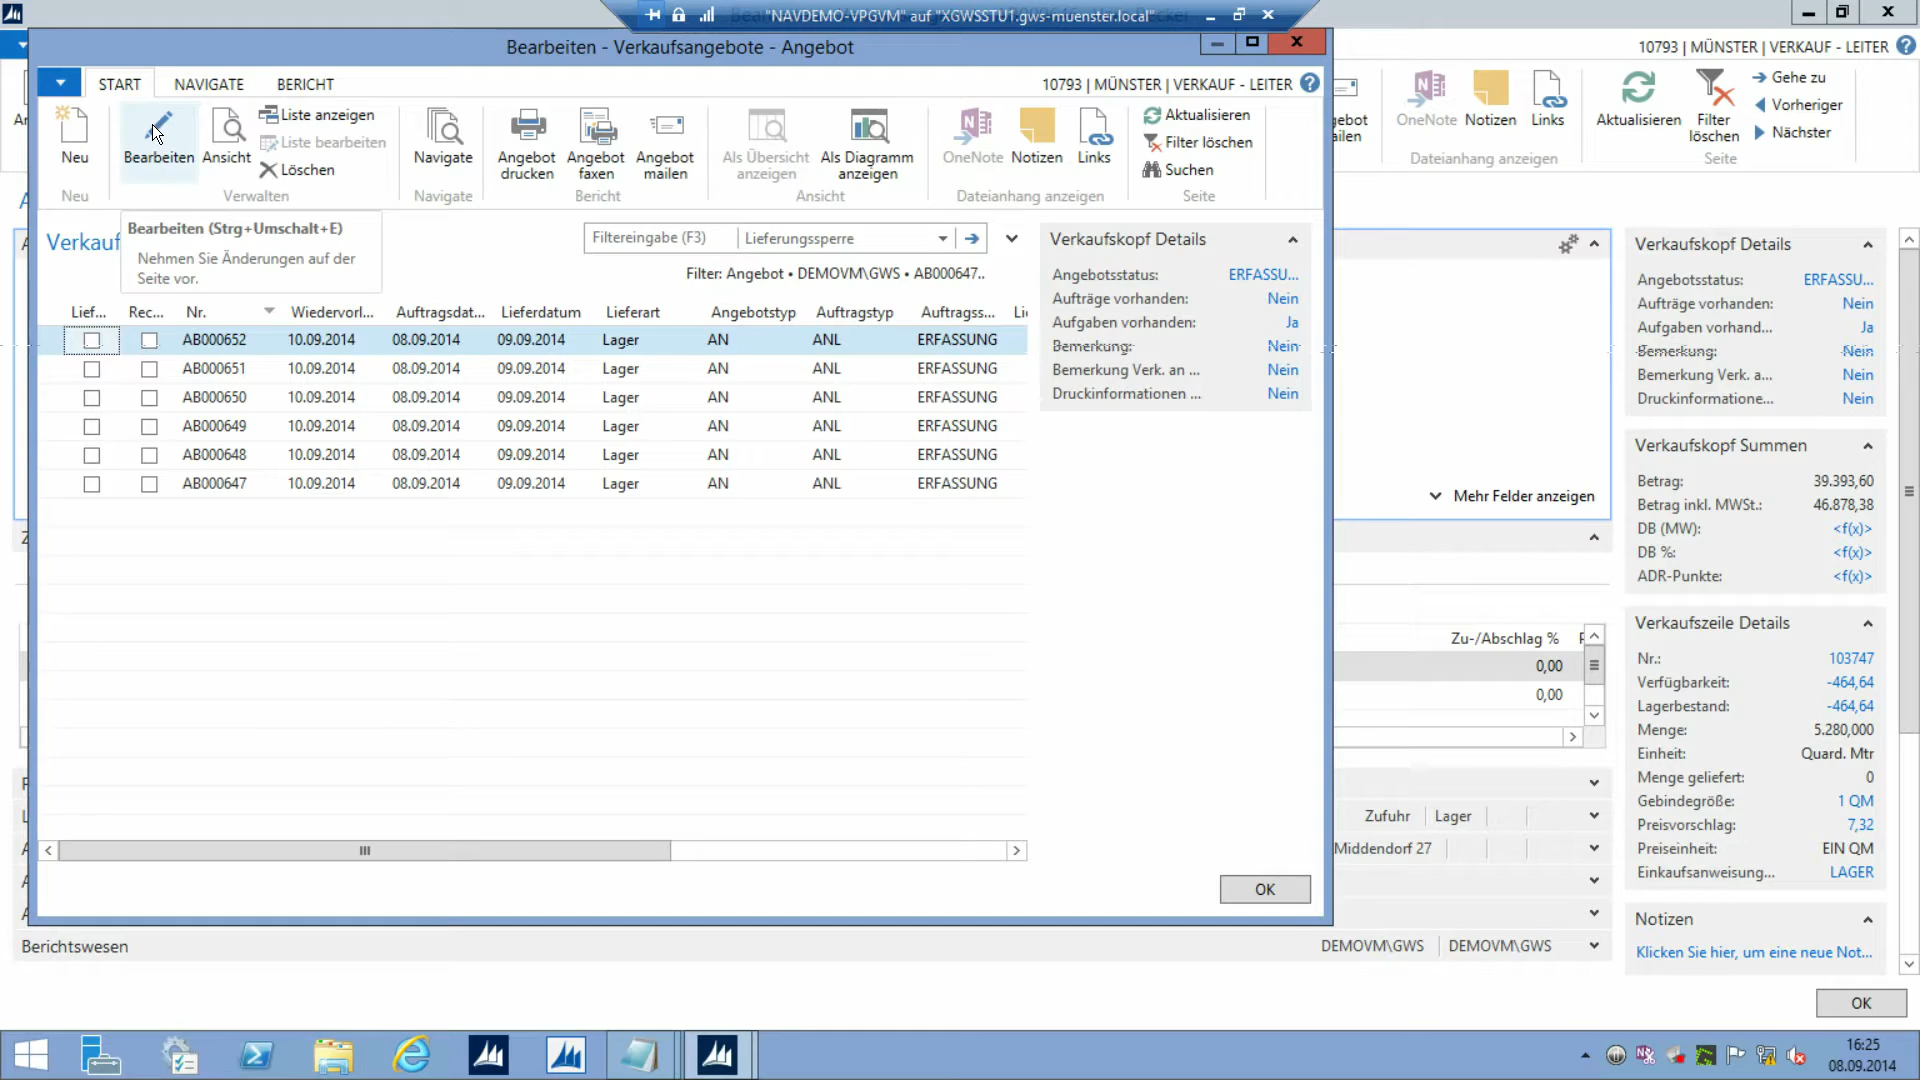 "NAVDEMO-VPGVM" auf "XGWSSTU1.gws-muenster.local"
Bearbeiten - Verkaufsangebote - Angebot
START NAVIGATE BERICHT
10793 | MÜNSTER | VERKAUF - LEITER
10793 | MÜNSTER | VERKAUF - LEITER
Neu
Bearbeiten
Ansicht
Liste anzeigen
Liste bearbeiten
Löschen
Navigate
Angebot drucken
Angebot faxen
Angebot mailen
Als Übersicht anzeigen
Als Diagramm anzeigen
OneNote
Notizen
Links
Aktualisieren
Filter löschen
Suchen
Neu Verwalten Navigate Bericht Ansicht Dateianhang anzeigen Seite
OneNote
Notizen
Links
Aktualisieren
Filter löschen
Gehe zu
Vorheriger
Nächster
Dateianhang anzeigen Seite
Bearbeiten (Strg+Umschalt+E)
Nehmen Sie Änderungen auf der
Seite vor.
Verkauf
Filtereingabe (F3) Lieferungssperre
Filter: Angebot • DEMOVM\GWS • AB000647..
Lief... Rec... Nr. Wiedervorl... Auftragsdat... Lieferdatum Lieferart Angebotstyp Auftragstyp Auftragss... Li
AB000652 10.09.2014 08.09.2014 09.09.2014 Lager AN ANL ERFASSUNG
AB000651 10.09.2014 08.09.2014 09.09.2014 Lager AN ANL ERFASSUNG
AB000650 10.09.2014 08.09.2014 09.09.2014 Lager AN ANL ERFASSUNG
AB000649 10.09.2014 08.09.2014 09.09.2014 Lager AN ANL ERFASSUNG
AB000648 10.09.2014 08.09.2014 09.09.2014 Lager AN ANL ERFASSUNG
AB000647 10.09.2014 08.09.2014 09.09.2014 Lager AN ANL ERFASSUNG
Verkaufskopf Details
Angebotsstatus: ERFASSU...
Aufträge vorhanden: Nein
Aufgaben vorhanden: Ja
Bemerkung: Nein
Bemerkung Verk. an ... Nein
Druckinformationen ... Nein
OK
Mehr Felder anzeigen
Zu-/Abschlag %
0,00
0,00
Zufuhr Lager
Middendorf 27
Berichtswesen DEMOVM\GWS DEMOVM\GWS
Verkaufskopf Details
Angebotsstatus: ERFASSU...
Aufträge vorhanden: Nein
Aufgaben vorhand... Ja
Bemerkung: Nein
Bemerkung Verk. a... Nein
Druckinformatione... Nein
Verkaufskopf Summen
Betrag: 39.393,60
Betrag inkl. MWSt.: 46.878,38
DB (MW): <f(x)>
DB %: <f(x)>
ADR-Punkte: <f(x)>
Verkaufszeile Details
Nr.: 103747
Verfügbarkeit: -464,64
Lagerbestand: -464,64
Menge: 5.280,000
Einheit: Quard. Mtr
Menge geliefert: 0
Gebindegröße: 1 QM
Preisvorschlag: 7,32
Preiseinheit: EIN QM
Einkaufsanweisung... LAGER
Notizen
Klicken Sie hier, um eine neue Not...
OK
16:25
08.09.2014